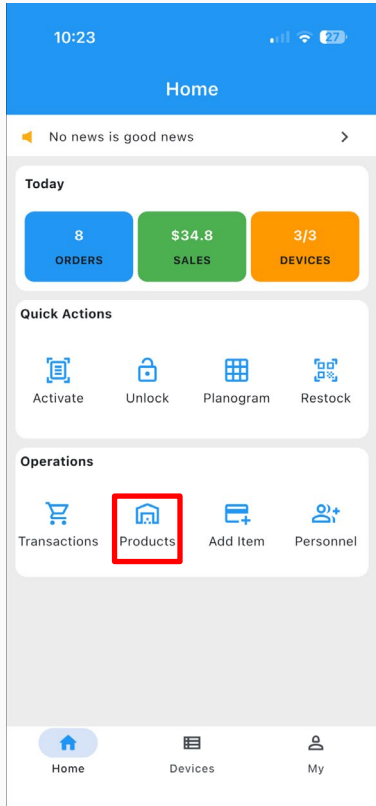 10:23
27
Home
No news is good news
Today
8
ORDERS
$34.8
SALES
3/3
DEVICES
Quick Actions
Activate
Unlock
Planogram
Restock
Operations
Transactions
Products
Add Item
Personnel
Home
Devices
My